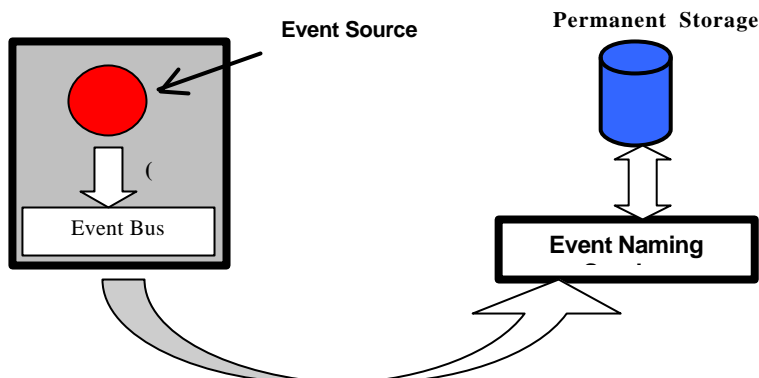 Event Source
Permanent Storage
(
Event Bus
Event Naming